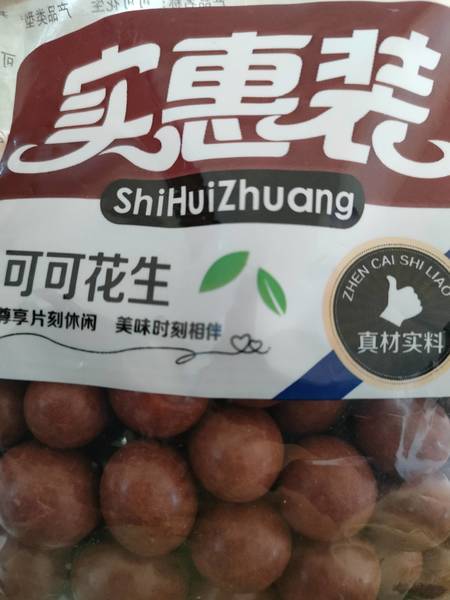 实惠装
ShiHuiZhuang
可可花生
尊享片刻休闲 美味时刻相伴
ZHEN CAI SHI LIAO
真材实料